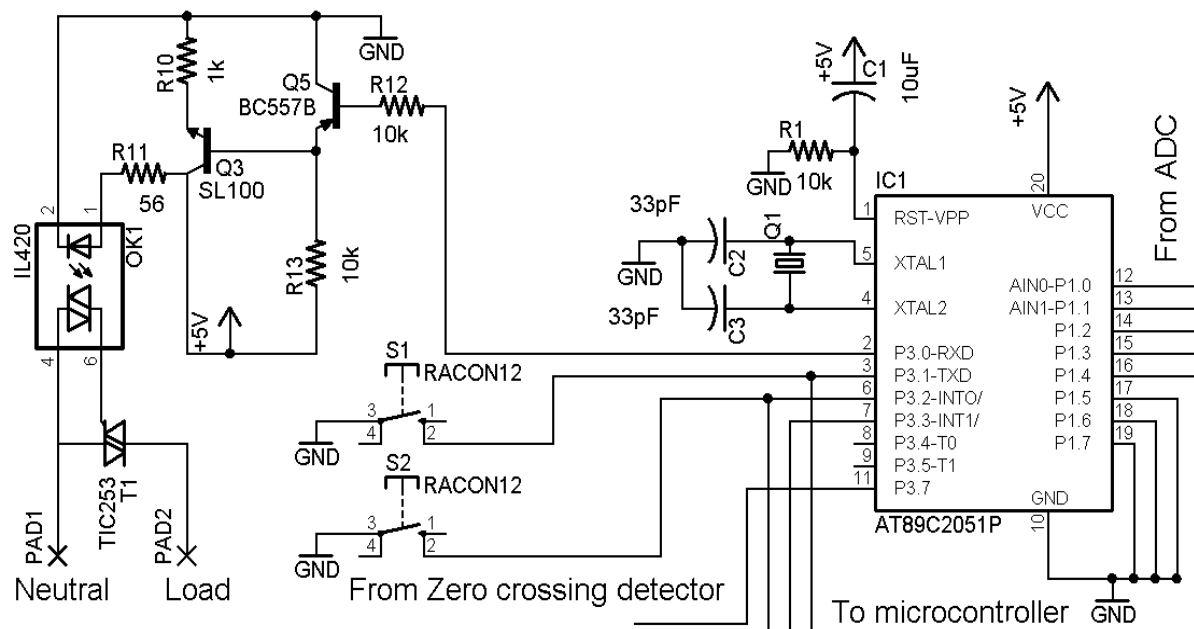 R10
1k
Q5
BC557B
R12
10k
GND
R11
56
Q3
SL100
2
1
IL420
OK1
R13
10k
+5V
4
6
TIC253
T1
PAD1
PAD2
Neutral
Load
+5V
C1
10uF
R1
10k
GND
+5V
33pF
Q1
GND
C2
33pF
C3
IC1
1
RST-VPP
20
VCC
5
XTAL1
4
XTAL2
2
P3.0-RXD
3
P3.1-TXD
6
P3.2-INT0/
7
P3.3-INT1/
8
P3.4-T0
9
P3.5-T1
11
P3.7
AIN0-P1.0
12
AIN1-P1.1
13
P1.2
14
P1.3
15
P1.4
16
P1.5
17
P1.6
18
P1.7
19
GND
10
AT89C2051P
GND
From ADC
S1
RACON12
3
1
4
2
GND
S2
RACON12
3
1
4
2
GND
From Zero crossing detector
To microcontroller